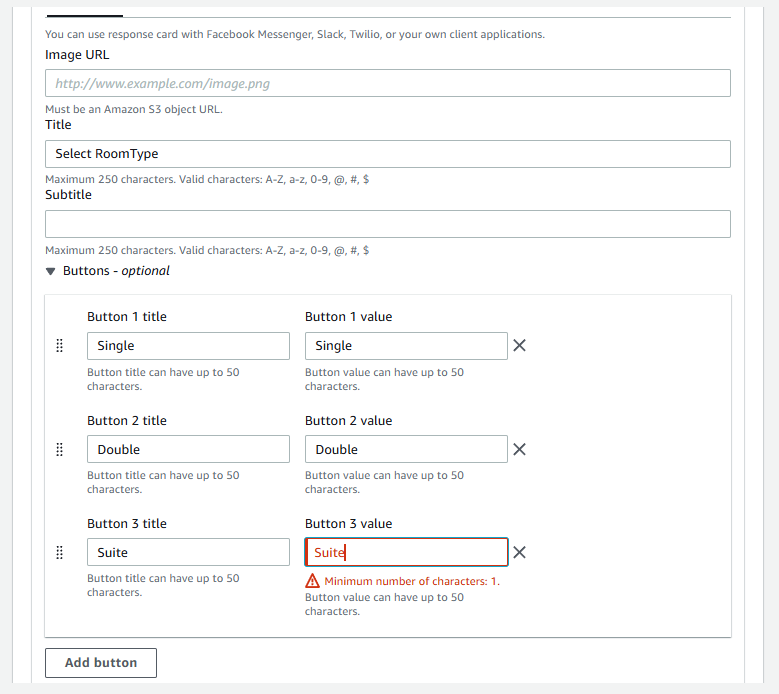 You can use response card with Facebook Messenger, Slack, Twilio, or your own client applications.
Image URL
http://www.example.com/image.png
Must be an Amazon S3 object URL.
Title
Select RoomType
Maximum 250 characters. Valid characters: A-Z, a-z, 0-9, @, #, $
Subtitle
Maximum 250 characters. Valid characters: A-Z, a-z, 0-9, @, #, $
Buttons - optional
Button 1 title Button 1 value
Single Single
Button title can have up to 50 Button value can have up to 50
characters. characters.
Button 2 title Button 2 value
Double Double
Button title can have up to 50 Button value can have up to 50
characters. characters.
Button 3 title Button 3 value
Suite Suite
Button title can have up to 50 Minimum number of characters: 1.
characters. Button value can have up to 50
characters.
Add button